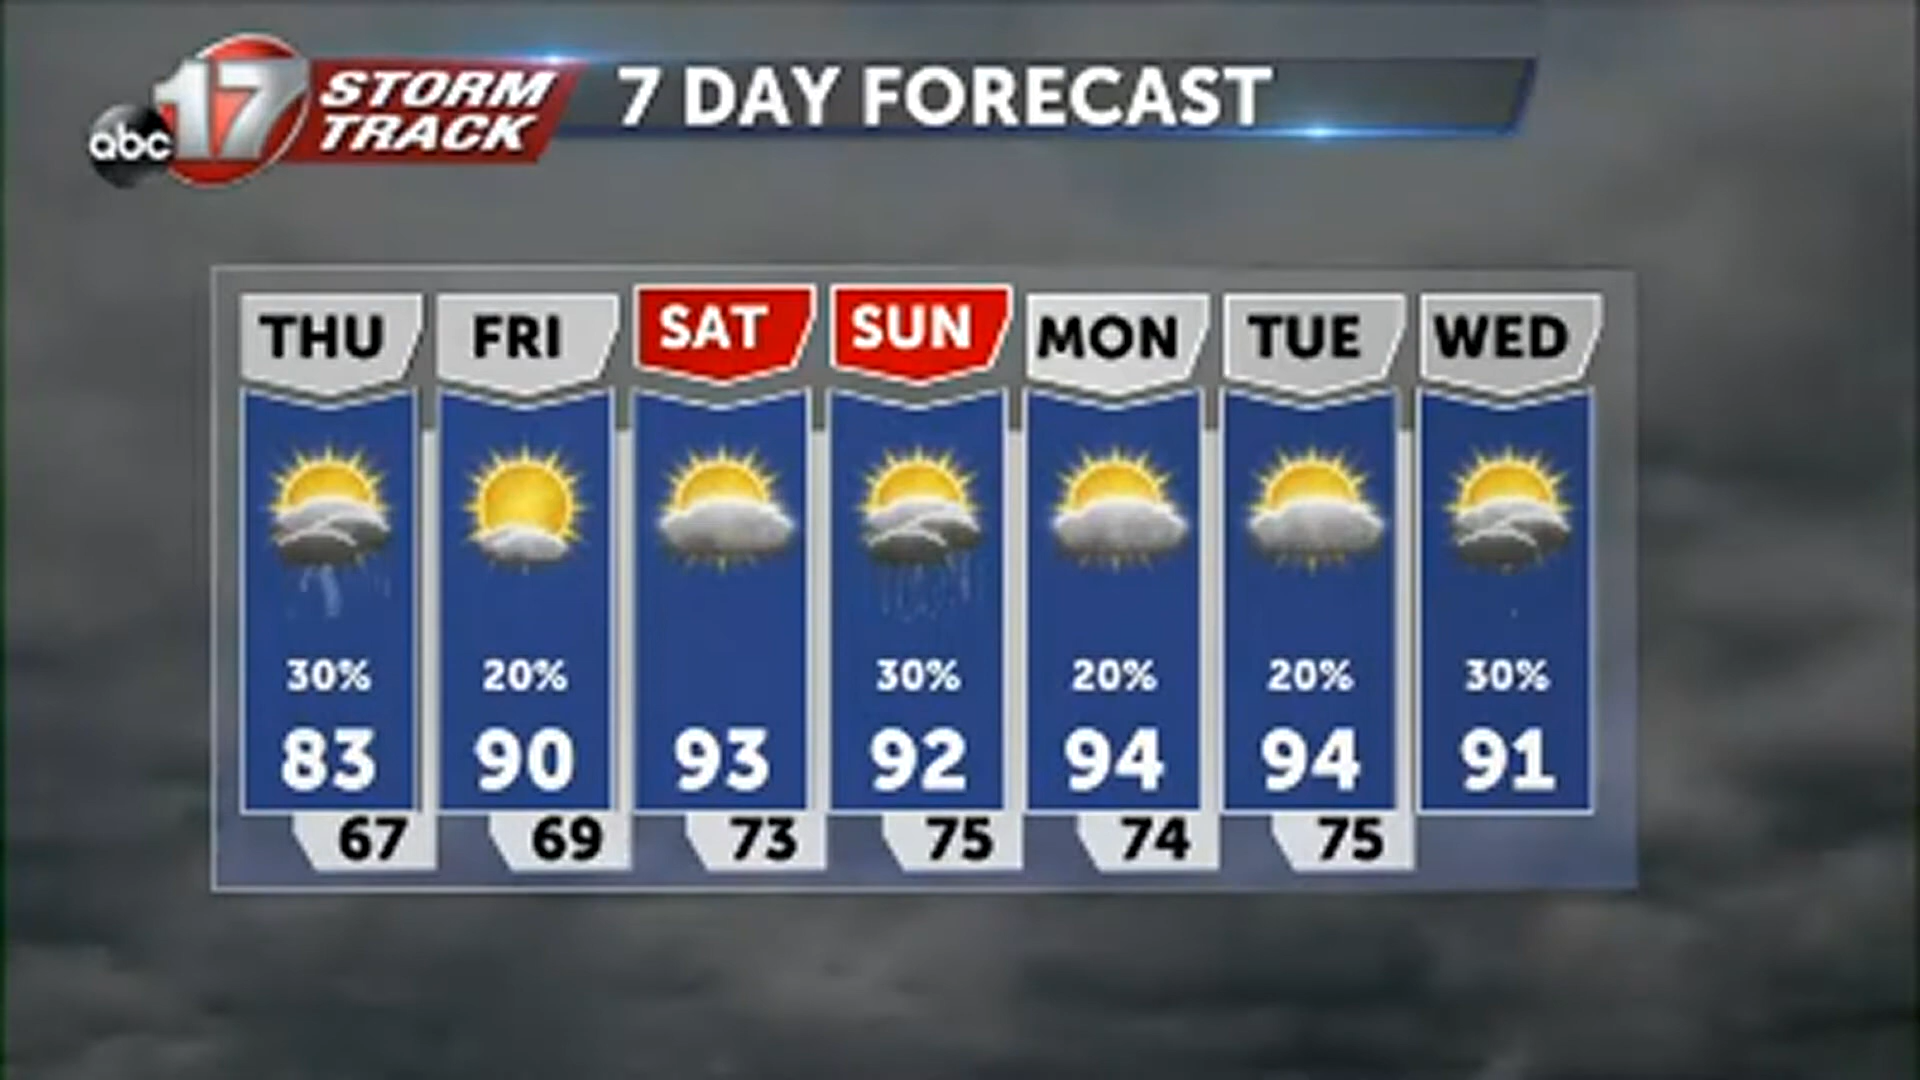 abc 17 STORM TRACK
7 DAY FORECAST
THU FRI SAT SUN MON TUE WED
30% 20% 30% 20% 20% 30%
83 90 93 92 94 94 91
67 69 73 75 74 75